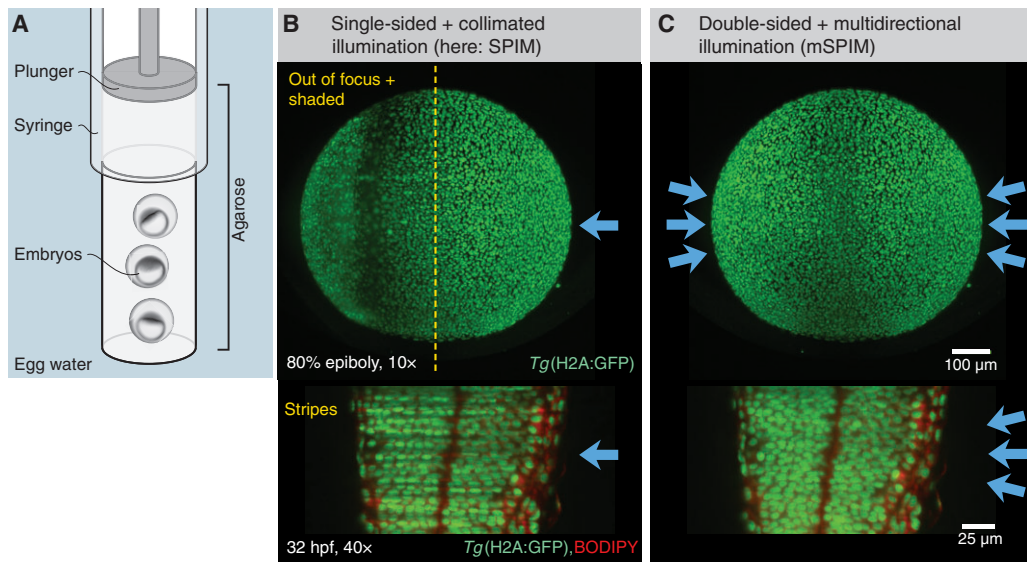 A
Plunger
Syringe
Embryos
Agarose
Egg water
B
Single-sided + collimated
illumination (here: SPIM)
Out of focus +
shaded
80% epiboly, 10×
Tg(H2A:GFP)
Stripes
32 hpf, 40×
Tg(H2A:GFP),BODIPY
C
Double-sided + multidirectional
illumination (mSPIM)
100 µm
25 µm